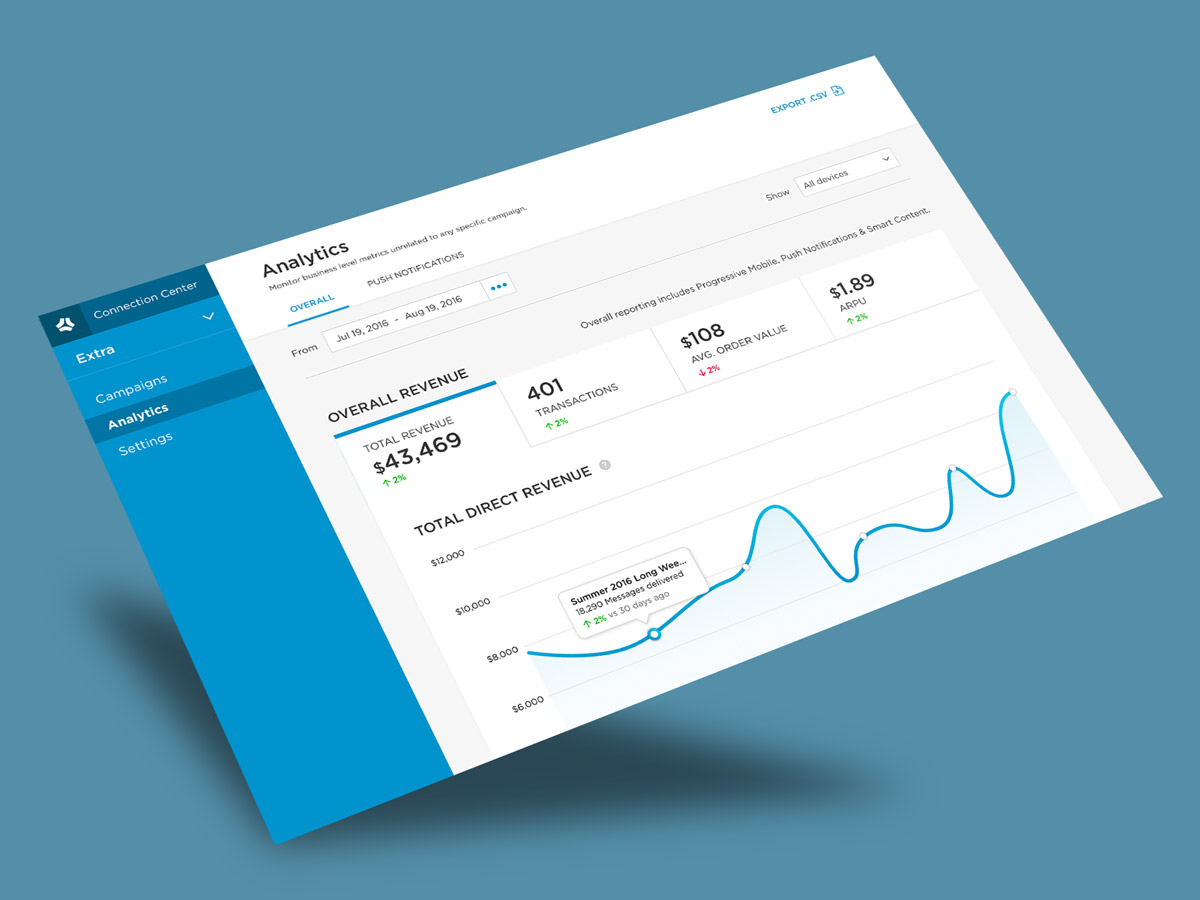 Connection Center
Extra
Campaigns
Analytics
Settings
EXPORT .CSV
Analytics
Monitor business level metrics unrelated to any specific campaign.
OVERALL
PUSH NOTIFICATIONS
Show
All devices
From
Jul 19, 2016 - Aug 19, 2016
Overall reporting includes Progressive Mobile, Push Notifications & Smart Content.
OVERALL REVENUE
TOTAL REVENUE
$43,469
↑ 2%
401
TRANSACTIONS
↑ 2%
$108
AVG. ORDER VALUE
↓ 2%
$1.89
ARPU
↑ 2%
TOTAL DIRECT REVENUE ?
$12,000
$10,000
$8,000
$6,000
Summer 2016 Long Wee...
18,290 Messages delivered
↑ 2% vs 30 days ago